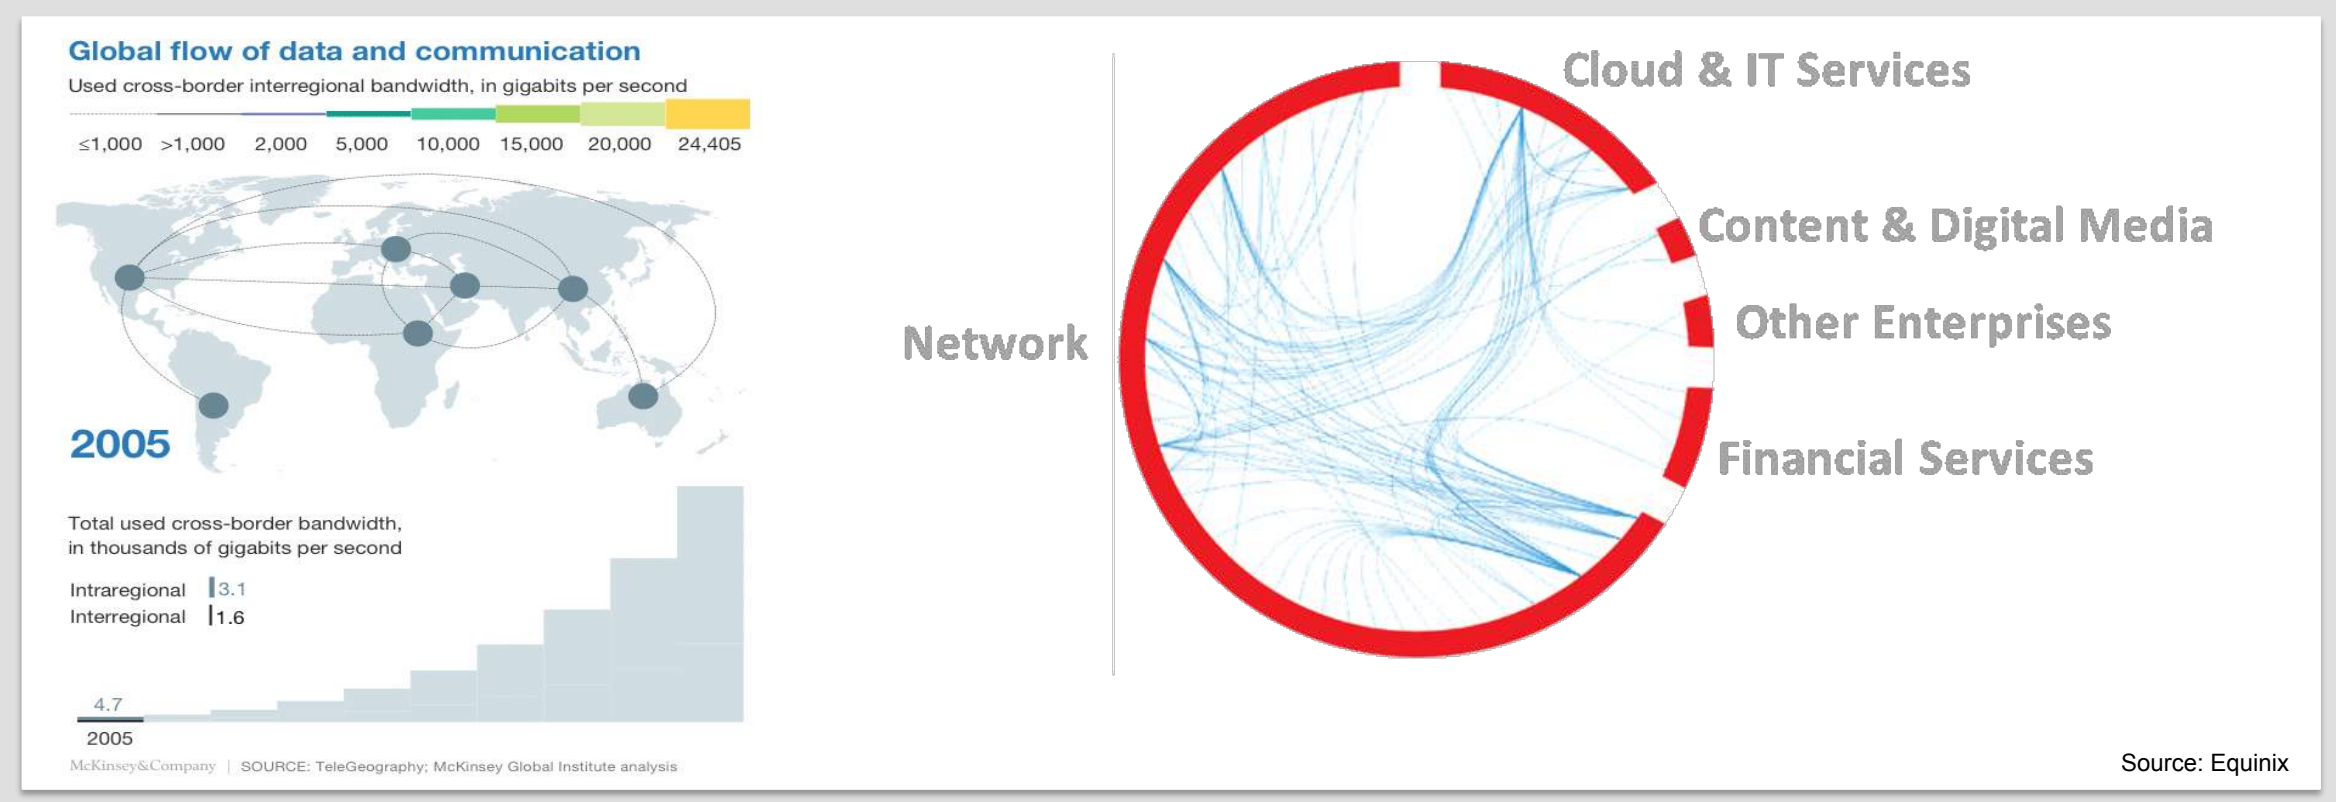 Global flow of data and communication
Used cross-border interregional bandwidth, in gigabits per second
≤1,000 >1,000 2,000 5,000 10,000 15,000 20,000 24,405
2005
Total used cross-border bandwidth,
in thousands of gigabits per second
Intraregional 3.1
Interregional 1.6
4.7
2005
McKinsey&Company | SOURCE: TeleGeography; McKinsey Global Institute analysis
Network
Cloud & IT Services
Content & Digital Media
Other Enterprises
Financial Services
Source: Equinix